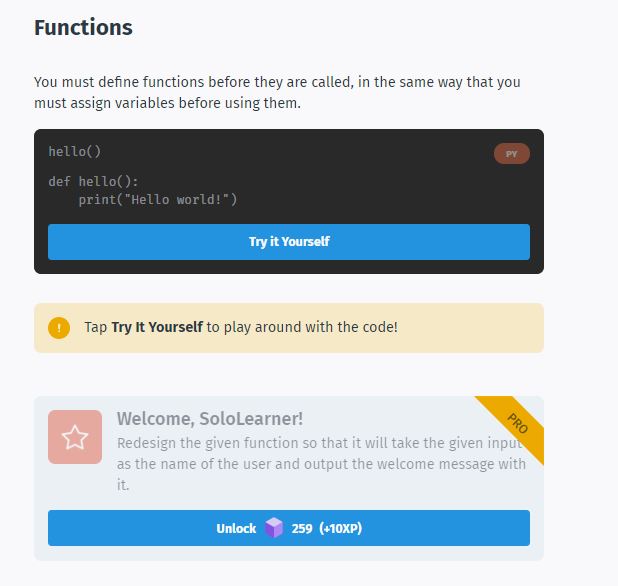 Functions
You must define functions before they are called, in the same way that you
must assign variables before using them.
hello()
PY
def hello():
    print("Hello world!")
Try it Yourself
! Tap Try It Yourself to play around with the code!
Welcome, SoloLearner!
PRO
Redesign the given function so that it will take the given input
as the name of the user and output the welcome message with
it.
Unlock 259 (+10XP)